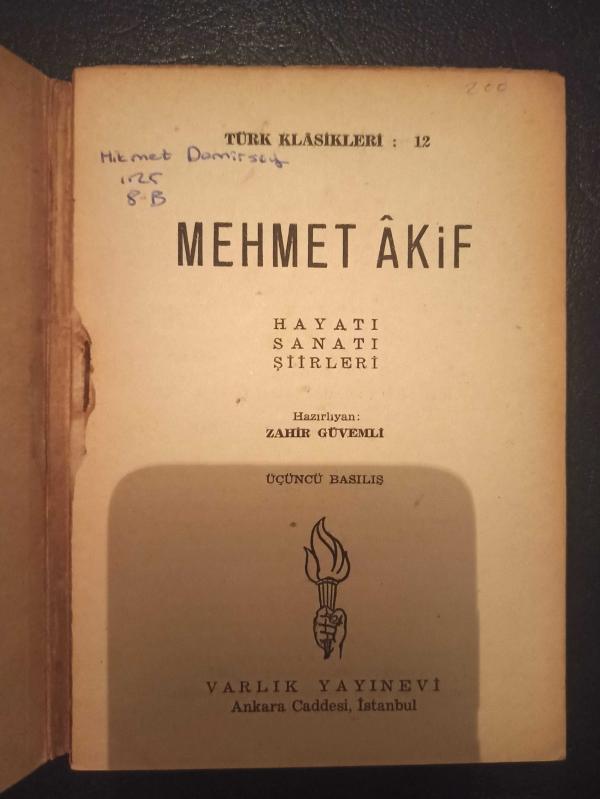 200
TÜRK KLÂSİKLERİ : 12
Hikmet Demirsoy
1125
8-B
MEHMET ÂKİF
HAYATI
SANATI
ŞİİRLERİ
Hazırlıyan:
ZAHİR GÜVEMLİ
ÜÇÜNCÜ BASILIŞ
VARLIK YAYINEVİ
Ankara Caddesi, İstanbul